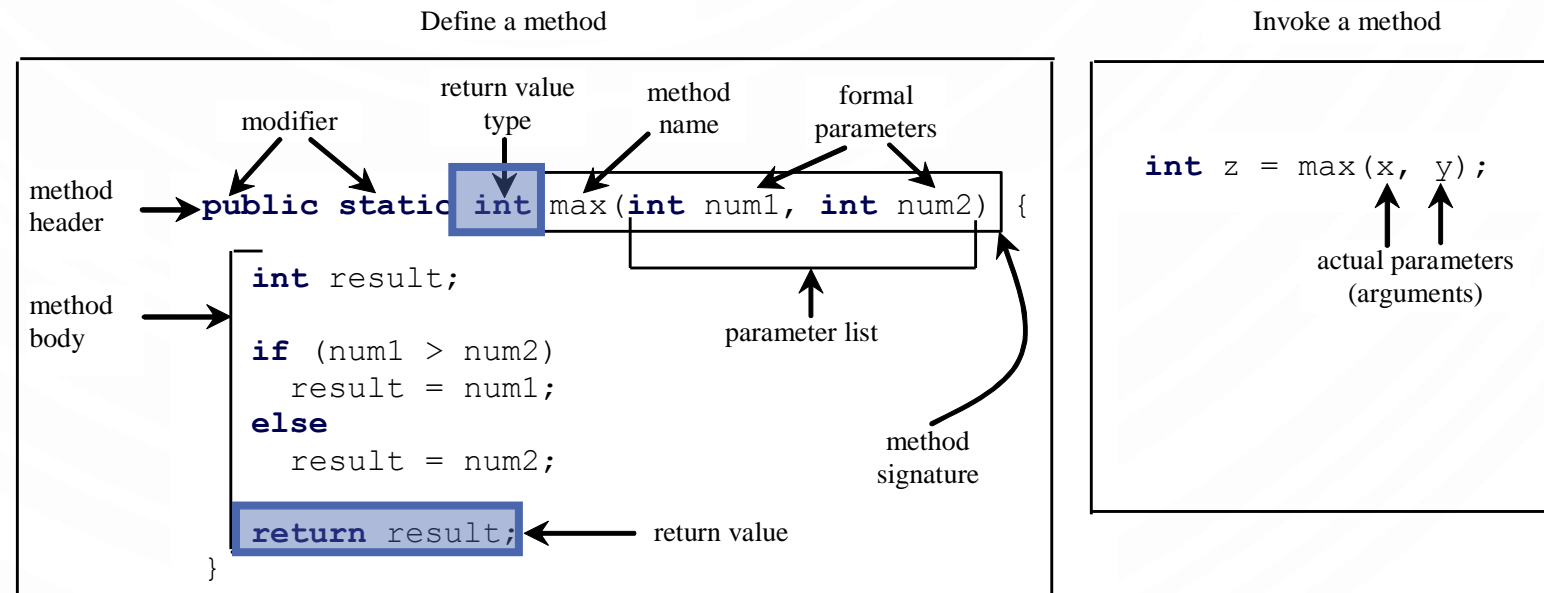 Define a method
Invoke a method
modifier
return value
type
method
name
formal
parameters
method
header
public static int max(int num1, int num2) {
int result;
method
body
parameter list
if (num1 > num2)
result = num1;
else
result = num2;
method
signature
return result;
return value
}
int z = max(x, y);
actual parameters
(arguments)